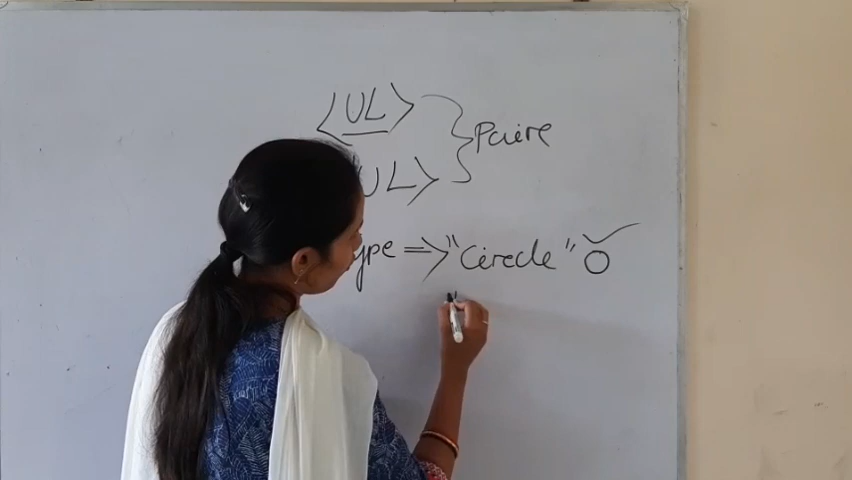 <UL>
Paire
UL>
ype => "Circle" O
"